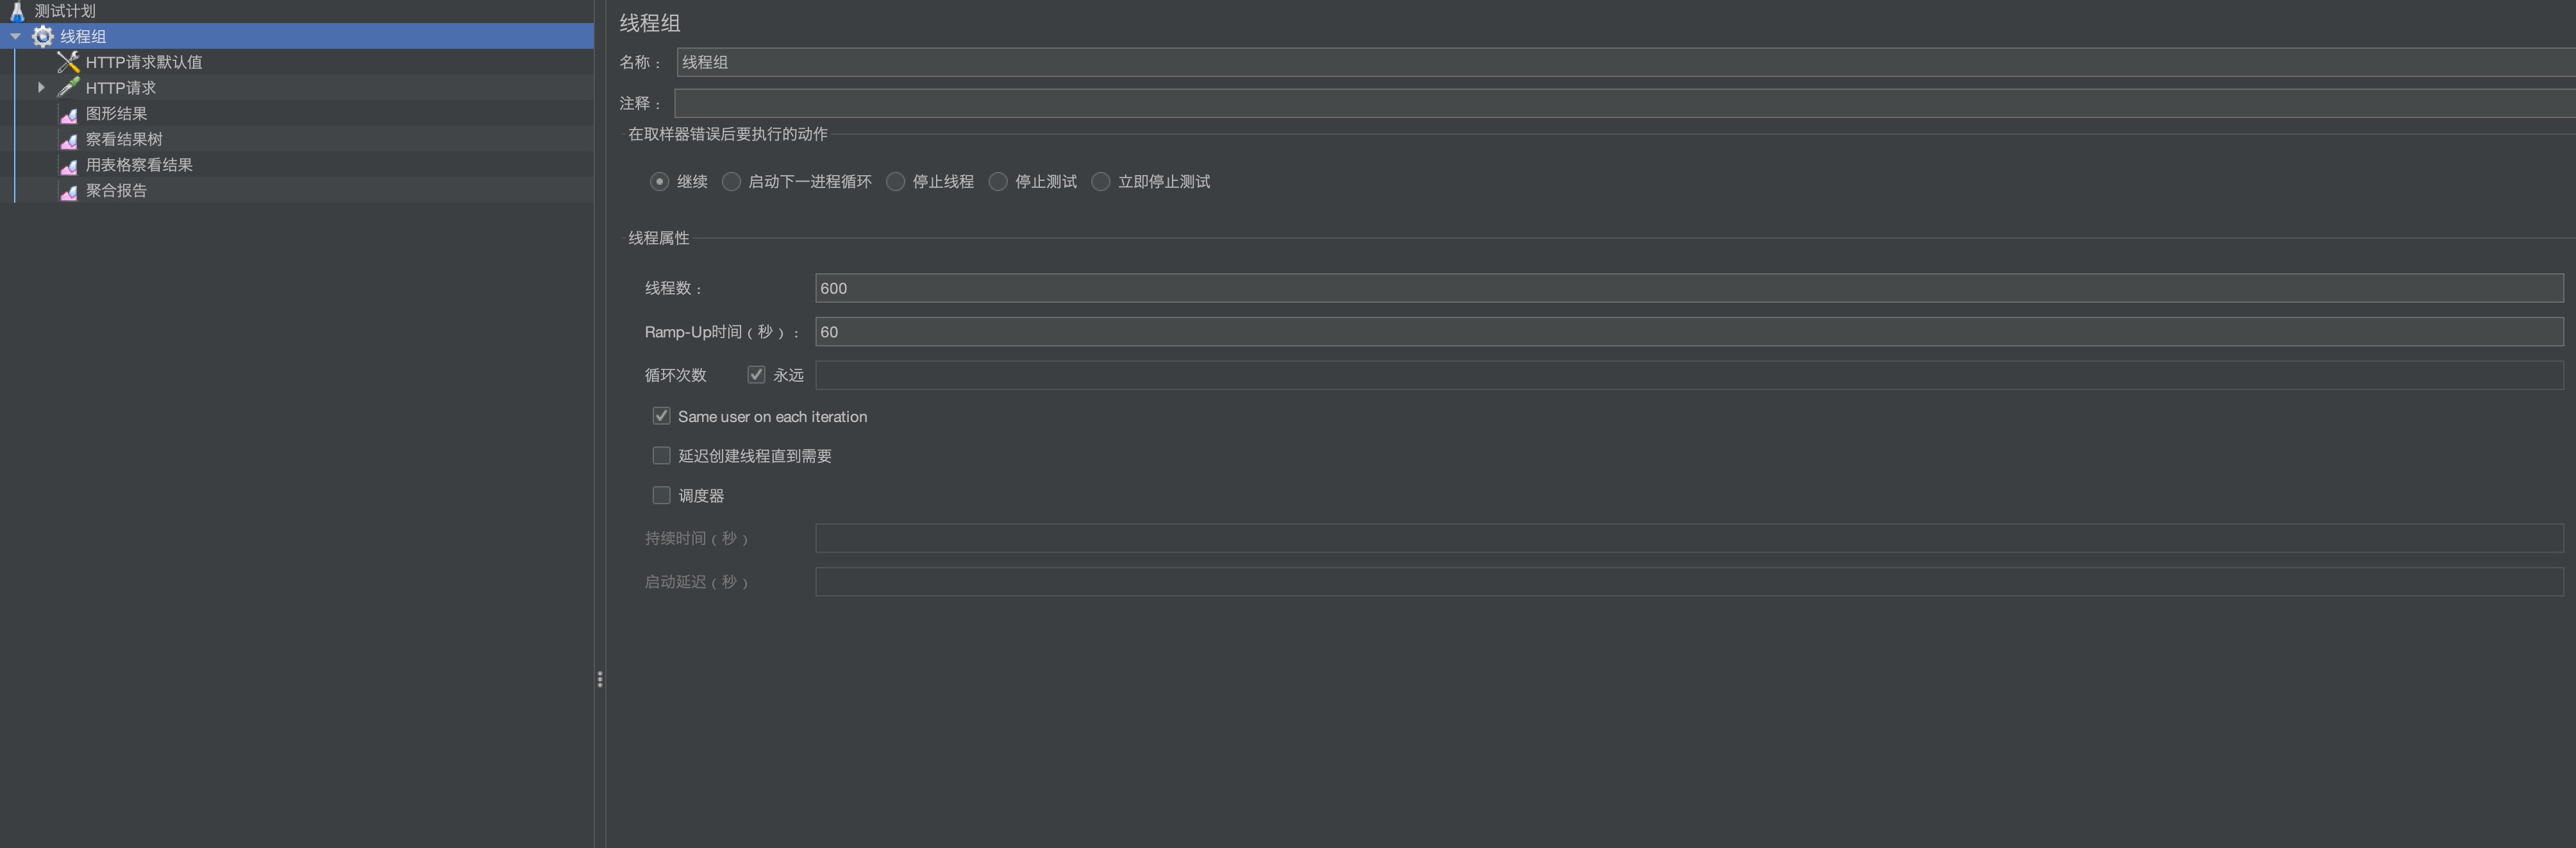 测试计划
线程组
HTTP请求默认值
HTTP请求
图形结果
察看结果树
用表格察看结果
聚合报告
线程组
名称： 线程组
注释：
在取样器错误后要执行的动作
继续 启动下一进程循环 停止线程 停止测试 立即停止测试
线程属性
线程数： 600
Ramp-Up时间（秒）： 60
循环次数 永远
Same user on each iteration
延迟创建线程直到需要
调度器
持续时间（秒）
启动延迟（秒）